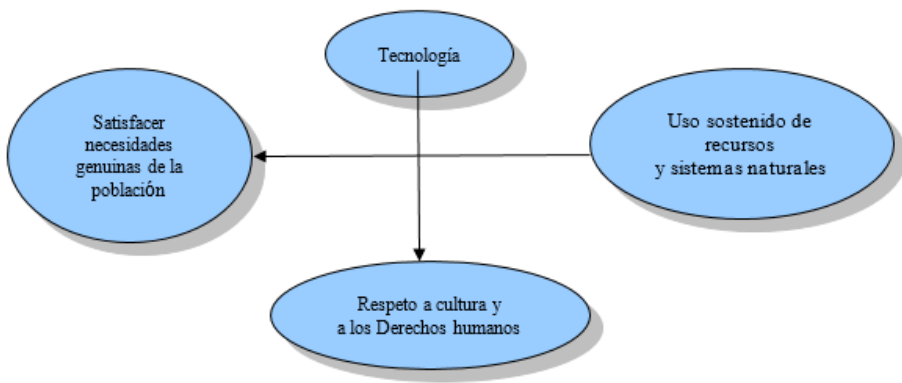 Tecnología
Satisfacer
necesidades
genuinas de la
población
Uso sostenido de
recursos
y sistemas naturales
Respeto a cultura y
a los Derechos humanos